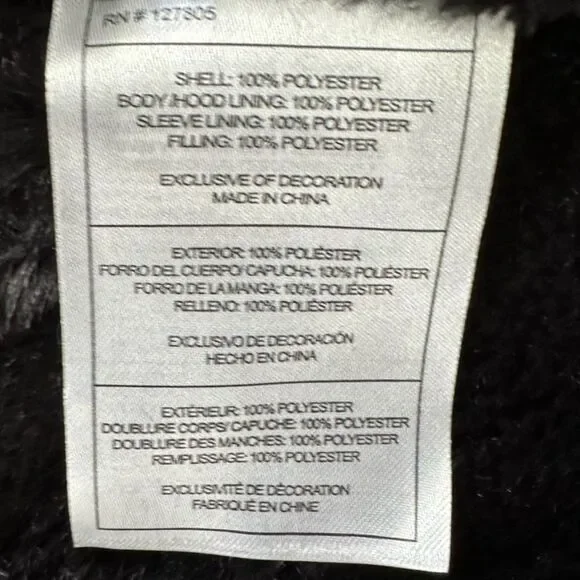 RN # 127805
SHELL: 100% POLYESTER
BODY/HOOD LINING: 100% POLYESTER
SLEEVE LINING: 100% POLYESTER
FILLING: 100% POLYESTER
EXCLUSIVE OF DECORATION
MADE IN CHINA
EXTERIOR: 100% POLIÉSTER
FORRO DEL CUERPO/ CAPUCHA: 100% POLIÉSTER
FORRO DE LA MANGA: 100% POLIÉSTER
RELLENO: 100% POLIÉSTER
EXCLUSIVO DE DECORACIÓN
HECHO EN CHINA
EXTÉRIEUR: 100% POLYESTER
DOUBLURE CORPS/ CAPUCHE: 100% POLYESTER
DOUBLURE DES MANCHES: 100% POLYESTER
REMPLISSAGE: 100% POLYESTER
EXCLUSIVITÉ DE DÉCORATION
FABRIQUÉ EN CHINE